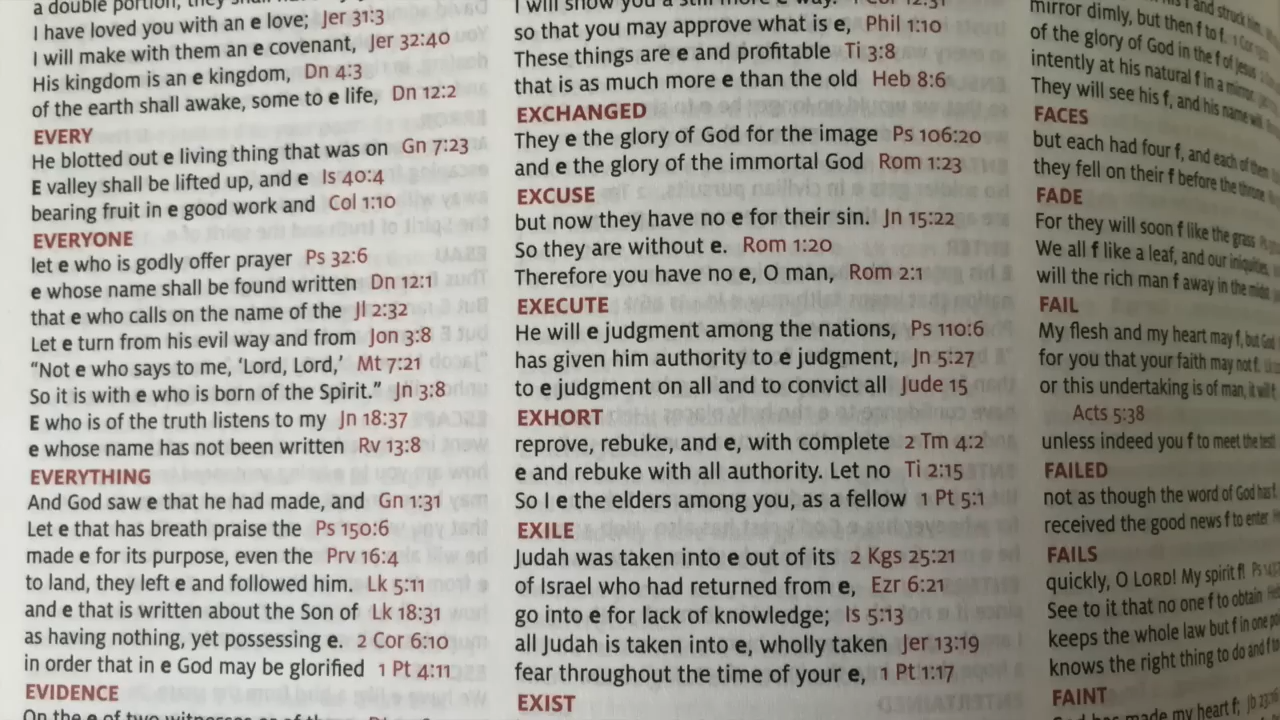 a double portion, they
I have loved you with an e love; Jer 31:3
I will make with them an e covenant, Jer 32:40
His kingdom is an e kingdom, Dn 4:3
of the earth shall awake, some to e life, Dn 12:2
EVERY
He blotted out e living thing that was on Gn 7:23
E valley shall be lifted up, and e Is 40:4
bearing fruit in e good work and Col 1:10
EVERYONE
let e who is godly offer prayer Ps 32:6
e whose name shall be found written Dn 12:1
that e who calls on the name of the Jl 2:32
Let e turn from his evil way and from Jon 3:8
“Not e who says to me, ‘Lord, Lord,’ Mt 7:21
So it is with e who is born of the Spirit.” Jn 3:8
E who is of the truth listens to my Jn 18:37
e whose name has not been written Rv 13:8
EVERYTHING
And God saw e that he had made, and Gn 1:31
Let e that has breath praise the Ps 150:6
made e for its purpose, even the Prv 16:4
to land, they left e and followed him. Lk 5:11
and e that is written about the Son of Lk 18:31
as having nothing, yet possessing e. 2 Cor 6:10
in order that in e God may be glorified 1 Pt 4:11
EVIDENCE
On the e of two witnesses
I will show you a still more e way. 12:31
so that you may approve what is e, Phil 1:10
These things are e and profitable Ti 3:8
that is as much more e than the old Heb 8:6
EXCHANGED
They e the glory of God for the image Ps 106:20
and e the glory of the immortal God Rom 1:23
EXCUSE
but now they have no e for their sin. Jn 15:22
So they are without e. Rom 1:20
Therefore you have no e, O man, Rom 2:1
EXECUTE
He will e judgment among the nations, Ps 110:6
has given him authority to e judgment, Jn 5:27
to e judgment on all and to convict all Jude 15
EXHORT
reprove, rebuke, and e, with complete 2 Tm 4:2
e and rebuke with all authority. Let no Ti 2:15
So I e the elders among you, as a fellow 1 Pt 5:1
EXILE
Judah was taken into e out of its 2 Kgs 25:21
of Israel who had returned from e, Ezr 6:21
go into e for lack of knowledge; Is 5:13
all Judah is taken into e, wholly taken Jer 13:19
fear throughout the time of your e, 1 Pt 1:17
EXIST
and struck him
mirror dimly, but then f to f.
of the glory of God in the f of Jesus
intently at his natural f in a mirror.
They will see his f, and his name will
FACES
but each had four f, and each of them
they fell on their f before the throne
FADE
For they will soon f like the grass
We all f like a leaf, and our iniquities,
will the rich man f away in the midst
FAIL
My flesh and my heart may f, but God
for you that your faith may not f.
or this undertaking is of man, it will f
Acts 5:38
unless indeed you f to meet the test
FAILED
not as though the word of God has f
received the good news f to enter
FAILS
quickly, O LORD! My spirit f!
See to it that no one f to obtain
keeps the whole law but f in one
knows the right thing to do and f
FAINT
God has made my heart f;